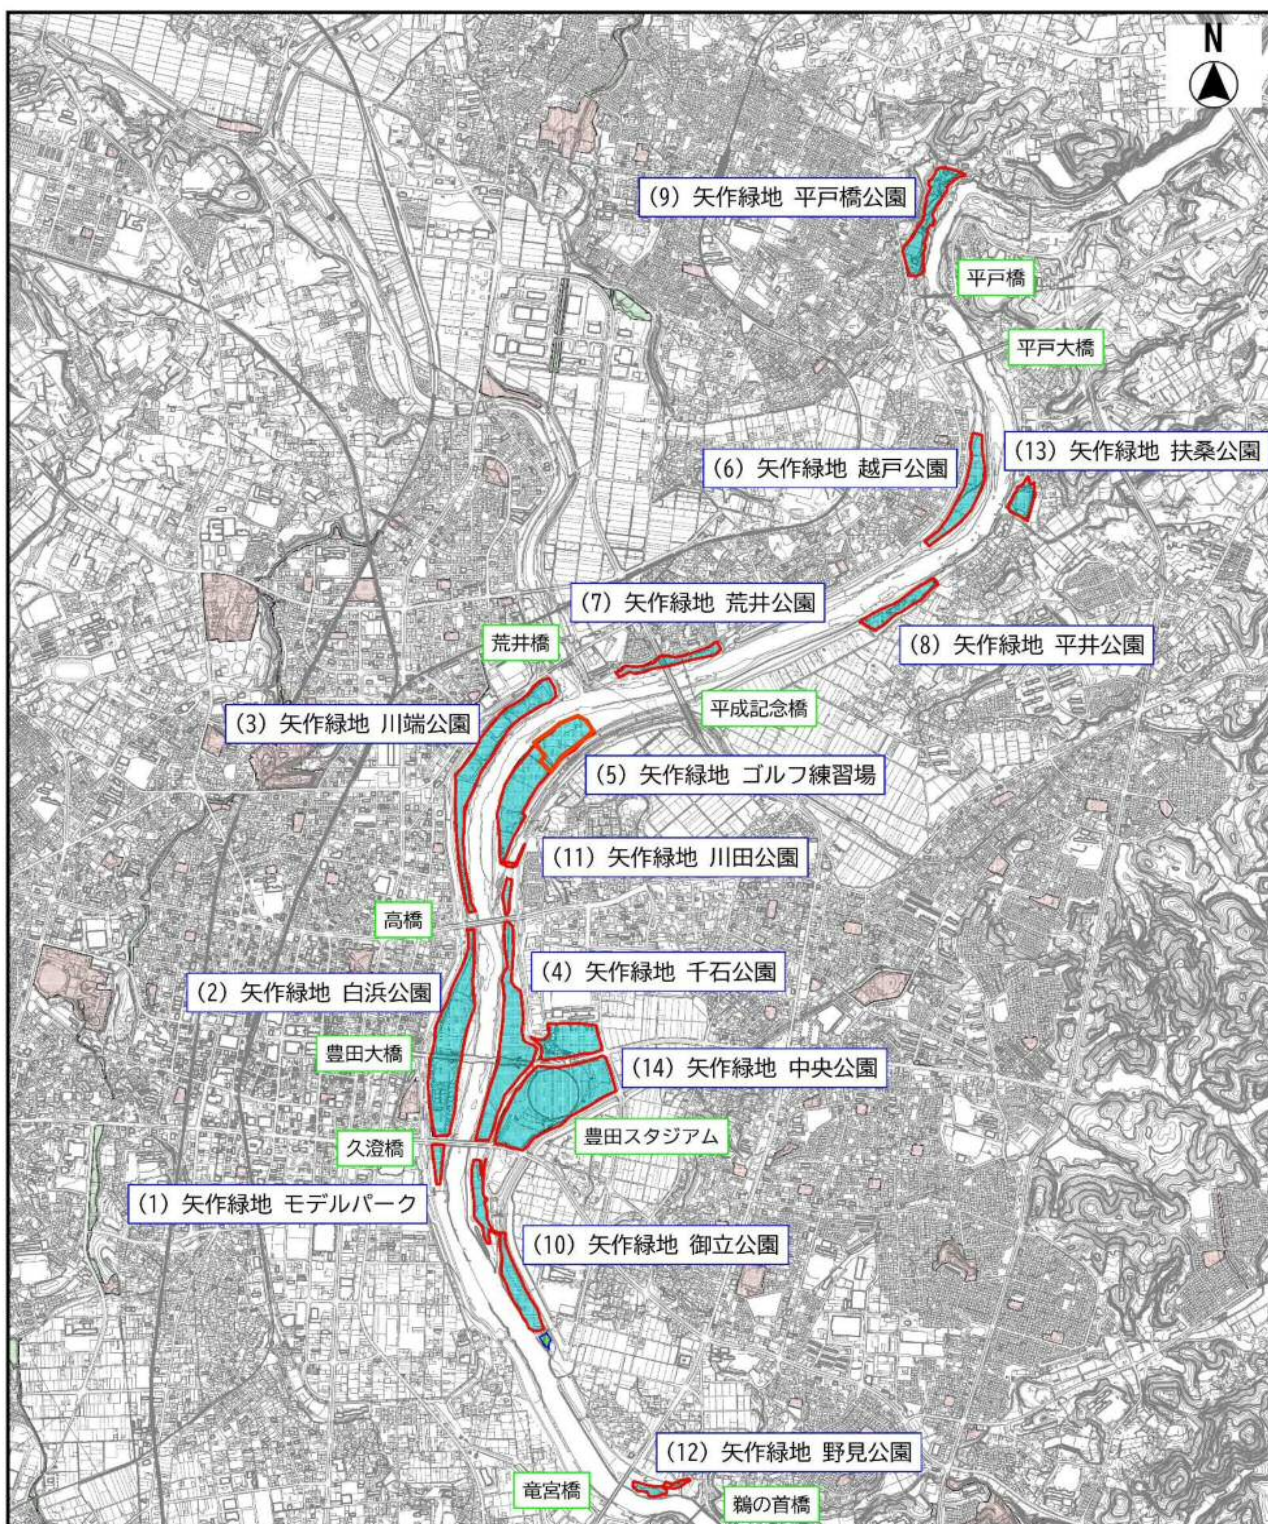 N
(9) 矢作緑地 平戸橋公園
平戸橋
平戸大橋
(13) 矢作緑地 扶桑公園
(6) 矢作緑地 越戸公園
(7) 矢作緑地 荒井公園
荒井橋
(8) 矢作緑地 平井公園
平成記念橋
(3) 矢作緑地 川端公園
(5) 矢作緑地 ゴルフ練習場
(11) 矢作緑地 川田公園
高橋
(4) 矢作緑地 千石公園
(2) 矢作緑地 白浜公園
豊田大橋
(14) 矢作緑地 中央公園
豊田スタジアム
久澄橋
(1) 矢作緑地 モデルパーク
(10) 矢作緑地 御立公園
(12) 矢作緑地 野見公園
竜宮橋
鵜の首橋